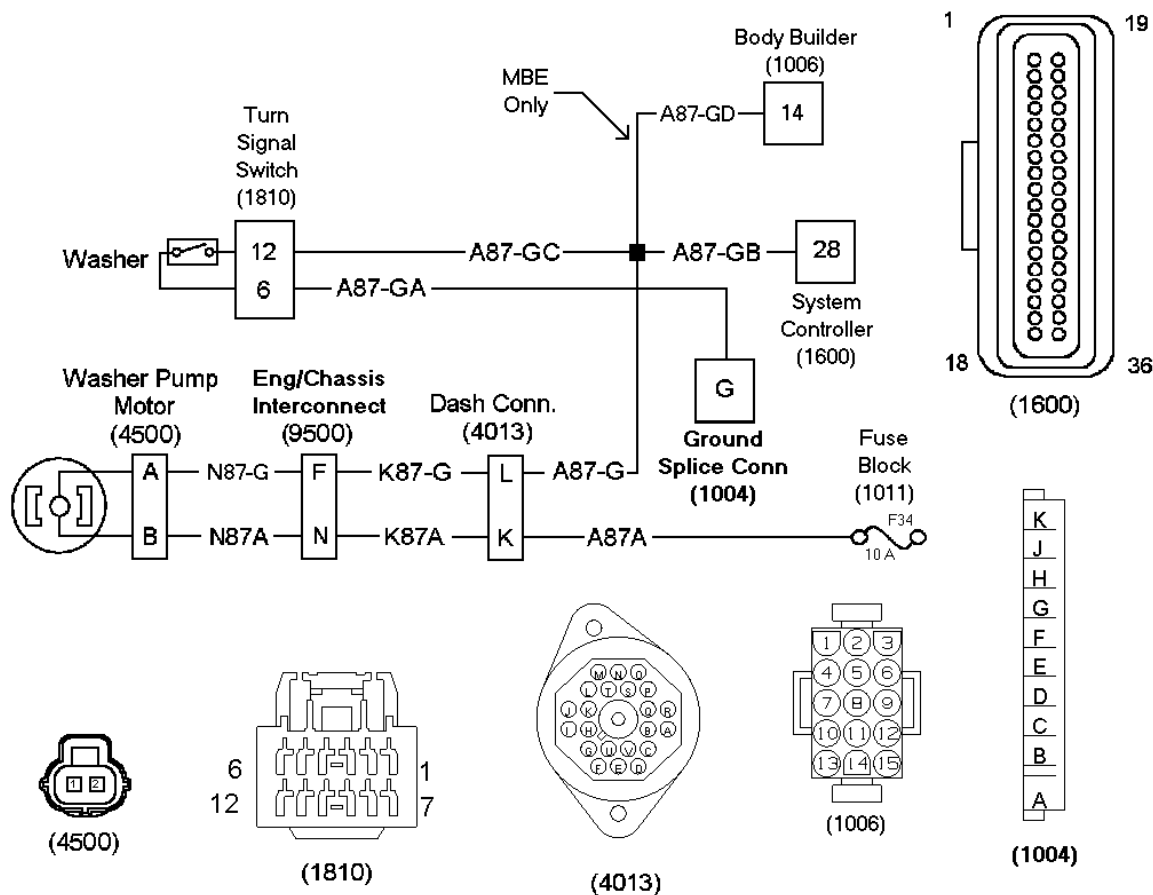 1
19
Body Builder
(1006)
MBE
Only
A87-GD
14
Turn
Signal
Switch
(1810)
Washer
12
A87-GC
A87-GB
28
6
A87-GA
System
Controller
(1600)
18
36
(1600)
G
Ground
Splice Conn
(1004)
Washer Pump
Motor
(4500)
Eng/Chassis
Interconnect
(9500)
Dash Conn.
(4013)
Fuse
Block
(1011)
A
N87-G
F
K87-G
L
A87-G
B
N87A
N
K87A
K
A87A
F34
10 A
K
J
H
G
F
E
D
C
B
A
(1004)
1 2
(4500)
6
1
12
7
(1810)
M N O
L T S P
J K Q R
I H B A
G U V C
F E D
(4013)
1 2 3
4 5 6
7 8 9
10 11 12
13 14 15
(1006)